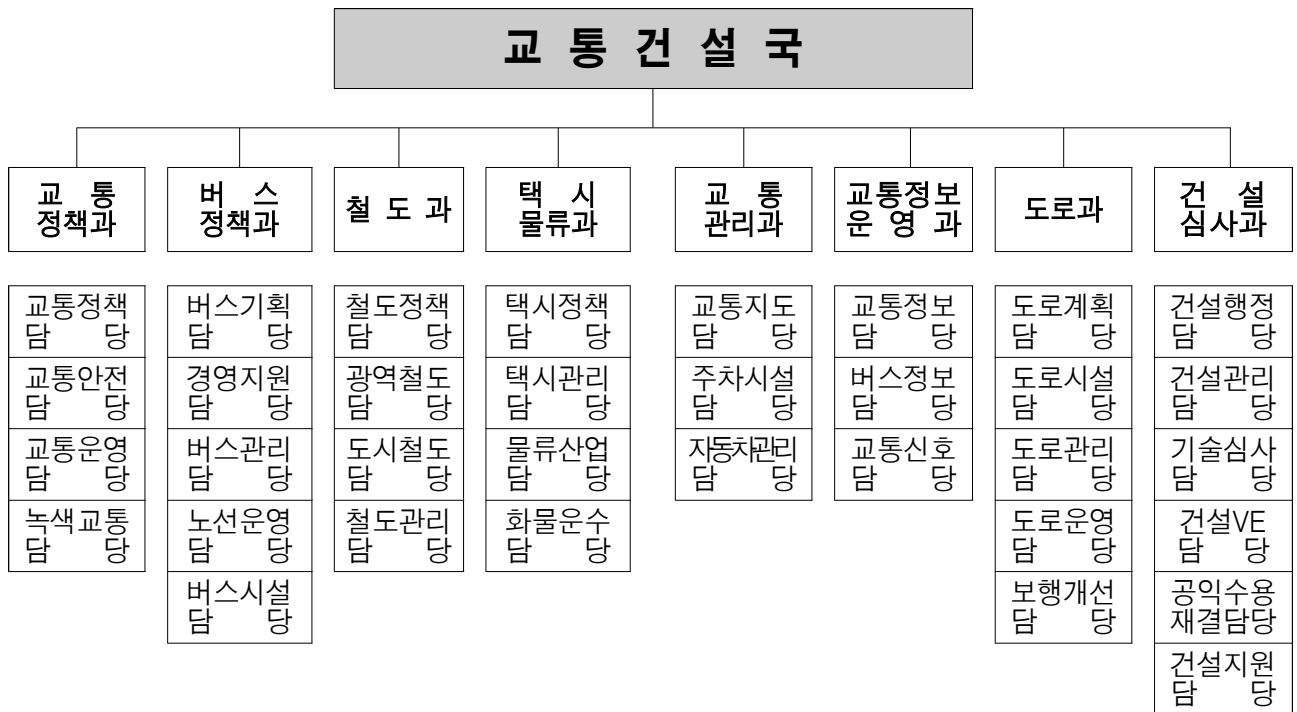 교 통 건 설 국
교 통
정책과
버 스
정책과
철 도 과
택 시
물류과
교 통
관리과
교통정보
운 영 과
도로과
건 설
심사과
교통정책
담 당
교통안전
담 당
교통운영
담 당
녹색교통
담 당
버스기획
담 당
경영지원
담 당
버스관리
담 당
노선운영
담 당
버스시설
담 당
철도정책
담 당
광역철도
담 당
도시철도
담 당
철도관리
담 당
택시정책
담 당
택시관리
담 당
물류산업
담 당
화물운수
담 당
교통지도
담 당
주차시설
담 당
자동차관리
담 당
교통정보
담 당
버스정보
담 당
교통신호
담 당
도로계획
담 당
도로시설
담 당
도로관리
담 당
도로운영
담 당
보행개선
담 당
건설행정
담 당
건설관리
담 당
기술심사
담 당
건설VE
담 당
공익수용
재결담당
건설지원
담 당